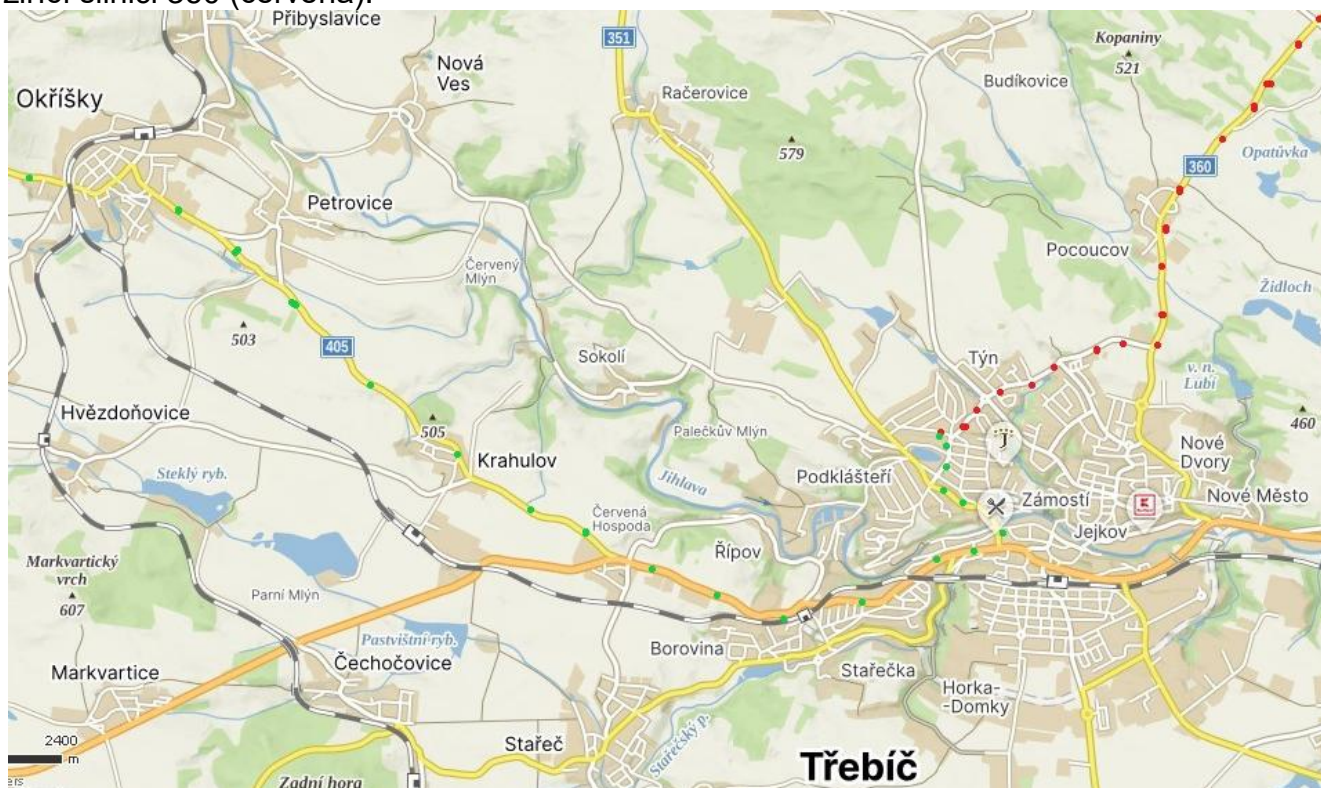 Přibyslavice
351
Kopaniny
521
Nová
Ves
Budíkovice
Okříšky
Račerovice
579
Opatůvka
360
Petrovice
Pocoucov
Červený
Mlýn
Židloch
503
405
Sokolí
Týn
v. n.
Lubí
Hvězdoňovice
505
460
Palečkův Mlýn
J
Krahulov
Nové
Dvory
Steklý ryb.
Jihlava
Podklášteří
Zámostí
Nové Město
Červená
Hospoda
Jejkov
Řípov
Markvartický
vrch
607
Parní Mlýn
Pastvištní ryb.
Borovina
Čechočovice
Stařečka
Markvartice
Horka-
-Domky
2400
m
Stařeč
Stařečský p.
Třebíč
Zadní hora
ers